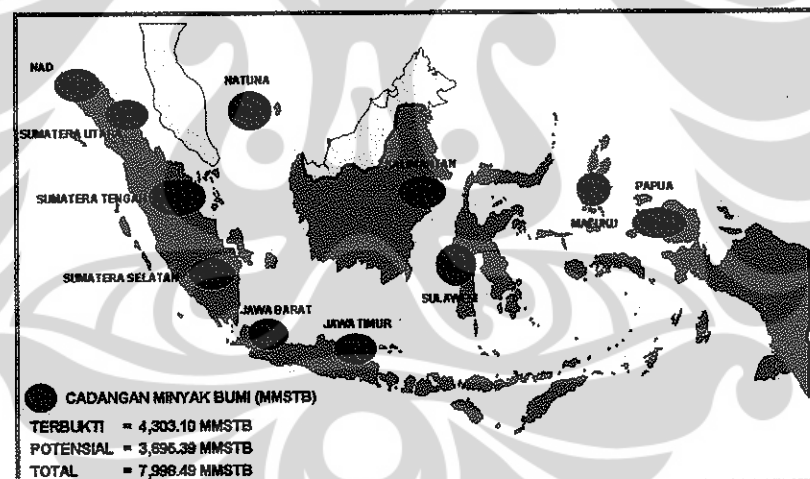 NAD
NATUNA
SUMATERA UTARA
KALIMANTAN
SUMATERA TENGAH
PAPUA
MALUKU
SUMATERA SELATAN
SULAWESI
JAWA BARAT
JAWA TIMUR
CADANGAN MINYAK BUMI (MMSTB)
TERBUKTI = 4,303.10 MMSTB
POTENSIAL = 3,695.39 MMSTB
TOTAL = 7,998.49 MMSTB